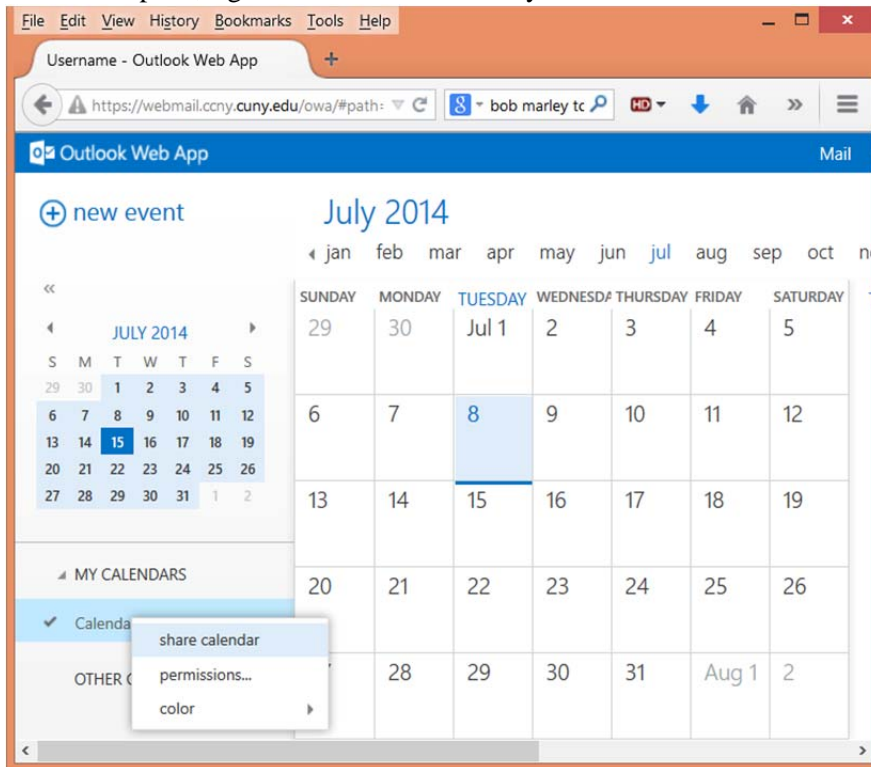 File Edit View History Bookmarks Tools Help
Username - Outlook Web App
https://webmail.ccny.cuny.edu/owa/#path: bob marley tc HD
Outlook Web App Mail
new event
July 2014
jan feb mar apr may jun jul aug sep oct
SUNDAY MONDAY TUESDAY WEDNESDA THURSDAY FRIDAY SATURDAY
29 30 Jul 1 2 3 4 5
6 7 8 9 10 11 12
13 14 15 16 17 18 19
20 21 22 23 24 25 26
28 29 30 31 Aug 1 2
JULY 2014
S M T W T F S
29 30 1 2 3 4 5
6 7 8 9 10 11 12
13 14 15 16 17 18 19
20 21 22 23 24 25 26
27 28 29 30 31 1 2
MY CALENDARS
Calenda
OTHER
share calendar
permissions...
color